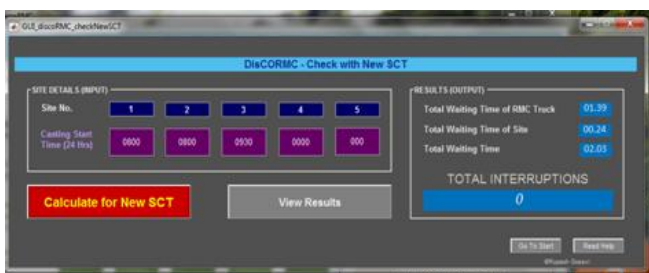 GUI_discoRMC_checkNewSCT
DisCORMC - Check with New SCT
SITE DETAILS (INPUT)
Site No. 1 2 3 4 5
Casting Start Time (24 Hrs) 0800 0800 0930 0000 000
Calculate for New SCT
View Results
RESULTS (OUTPUT)
Total Waiting Time of RMC Truck 01.39
Total Waiting Time of Site 00.24
Total Waiting Time 02.03
TOTAL INTERRUPTIONS
0
Go To Start
Read Help